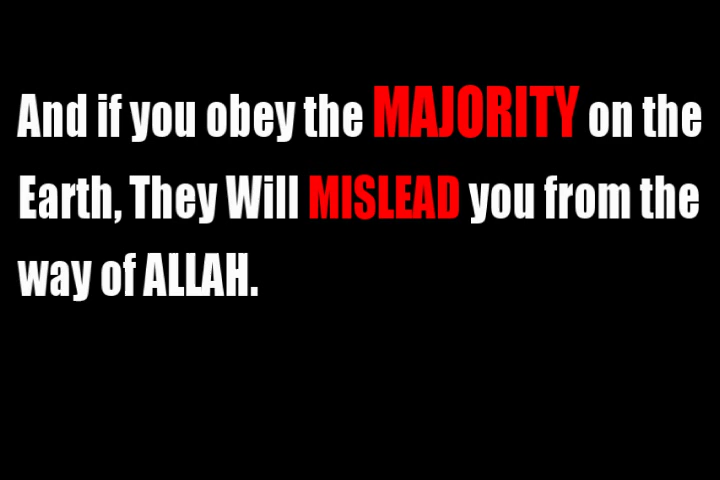 And if you obey the MAJORITY on the
Earth, They Will MISLEAD you from the
way of ALLAH.